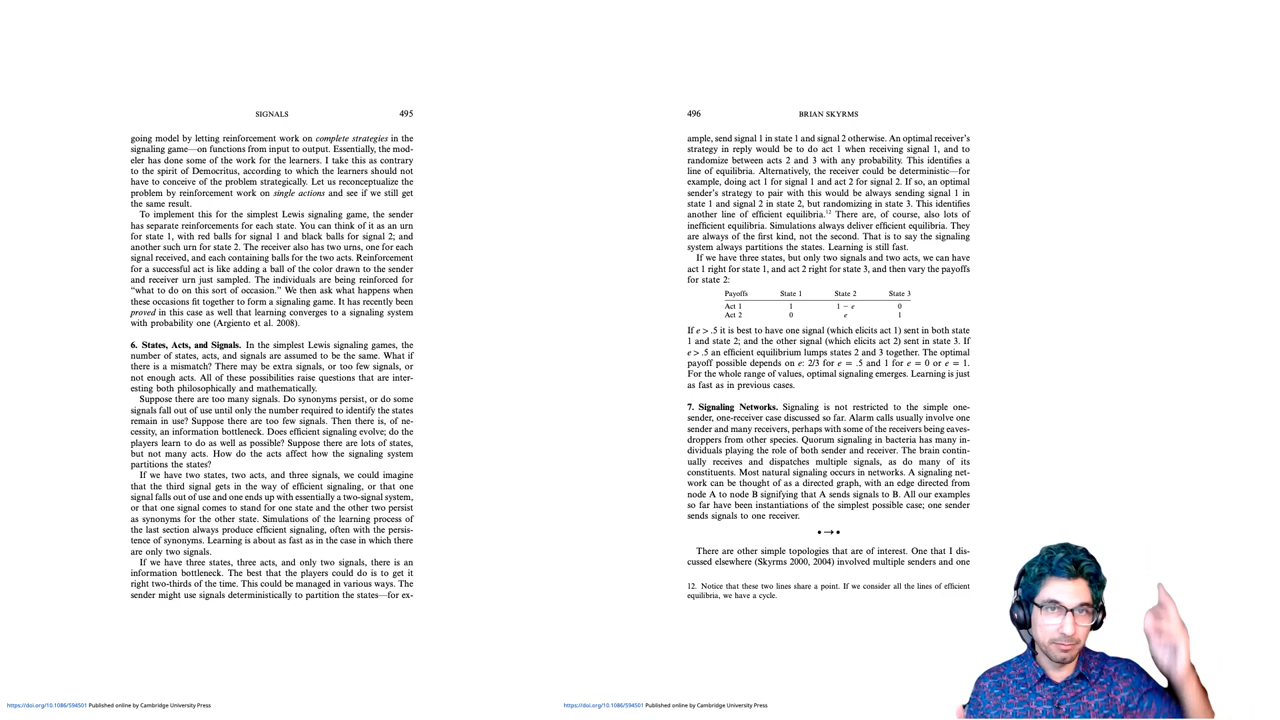 SIGNALS 495
going model by letting reinforcement work on complete strategies in the
signaling game—on functions from input to output. Essentially, the mod-
eler has done some of the work for the learners. I take this as contrary
to the spirit of Democritus, according to which the learners should not
have to conceive of the problem strategically. Let us reconceptualize the
problem by reinforcement work on single actions and see if we still get
the same result.
To implement this for the simplest Lewis signaling game, the sender
has separate reinforcements for each state. You can think of it as an urn
for state 1, with red balls for signal 1 and black balls for signal 2; and
another such urn for state 2. The receiver also has two urns, one for each
signal received, and each containing balls for the two acts. Reinforcement
for a successful act is like adding a ball of the color drawn to the sender
and receiver urn just sampled. The individuals are being reinforced for
“what to do on this sort of occasion.” We then ask what happens when
these occasions fit together to form a signaling game. It has recently been
proved in this case as well that learning converges to a signaling system
with probability one (Argiento et al. 2008).
6. States, Acts, and Signals. In the simplest Lewis signaling games, the
number of states, acts, and signals are assumed to be the same. What if
there is a mismatch? There may be extra signals, or too few signals, or
not enough acts. All of these possibilities raise questions that are inter-
esting both philosophically and mathematically.
Suppose there are too many signals. Do synonyms persist, or do some
signals fall out of use until only the number required to identify the states
remain in use? Suppose there are too few signals. Then there is, of ne-
cessity, an information bottleneck. Does efficient signaling evolve; do the
players learn to do as well as possible? Suppose there are lots of states,
but not many acts. How do the acts affect how the signaling system
partitions the states?
If we have two states, two acts, and three signals, we could imagine
that the third signal gets in the way of efficient signaling, or that one
signal falls out of use and one ends up with essentially a two-signal system,
or that one signal comes to stand for one state and the other two persist
as synonyms for the other state. Simulations of the learning process of
the last section always produce efficient signaling, often with the persis-
tence of synonyms. Learning is about as fast as in the case in which there
are only two signals.
If we have three states, three acts, and only two signals, there is an
information bottleneck. The best that the players could do is to get it
right two-thirds of the time. This could be managed in various ways. The
sender might use signals deterministically to partition the states—for ex-
https://doi.org/10.1086/594501 Published online by Cambridge University Press
496 BRIAN SKYRMS
ample, send signal 1 in state 1 and signal 2 otherwise. An optimal receiver’s
strategy in reply would be to do act 1 when receiving signal 1, and to
randomize between acts 2 and 3 with any probability. This identifies a
line of equilibria. Alternatively, the receiver could be deterministic—for
example, doing act 1 for signal 1 and act 2 for signal 2. If so, an optimal
sender’s strategy to pair with this would be always sending signal 1 in
state 1 and signal 2 in state 2, but randomizing in state 3. This identifies
another line of efficient equilibria.12 There are, of course, also lots of
inefficient equilibria. Simulations always deliver efficient equilibria. They
are always of the first kind, not the second. That is to say the signaling
system always partitions the states. Learning is still fast.
If we have three states, but only two signals and two acts, we can have
act 1 right for state 1, and act 2 right for state 3, and then vary the payoffs
for state 2:
Payoffs State 1 State 2 State 3
Act 1 1 1 − e 0
Act 2 0 e 1
If e > .5 it is best to have one signal (which elicits act 1) sent in both state
1 and state 2; and the other signal (which elicits act 2) sent in state 3. If
e > .5 an efficient equilibrium lumps states 2 and 3 together. The optimal
payoff possible depends on e: 2/3 for e = .5 and 1 for e = 0 or e = 1.
For the whole range of values, optimal signaling emerges. Learning is just
as fast as in previous cases.
7. Signaling Networks. Signaling is not restricted to the simple one-
sender, one-receiver case discussed so far. Alarm calls usually involve one
sender and many receivers, perhaps with some of the receivers being eaves-
droppers from other species. Quorum signaling in bacteria has many in-
dividuals playing the role of both sender and receiver. The brain contin-
ually receives and dispatches multiple signals, as do many of its
constituents. Most natural signaling occurs in networks. A signaling net-
work can be thought of as a directed graph, with an edge directed from
node A to node B signifying that A sends signals to B. All our examples
so far have been instantiations of the simplest possible case; one sender
sends signals to one receiver.
•→•
There are other simple topologies that are of interest. One that I dis-
cussed elsewhere (Skyrms 2000, 2004) involved multiple senders and one
12. Notice that these two lines share a point. If we consider all the lines of efficient
equilibria, we have a cycle.
https://doi.org/10.1086/594501 Published online by Cambridge University Press